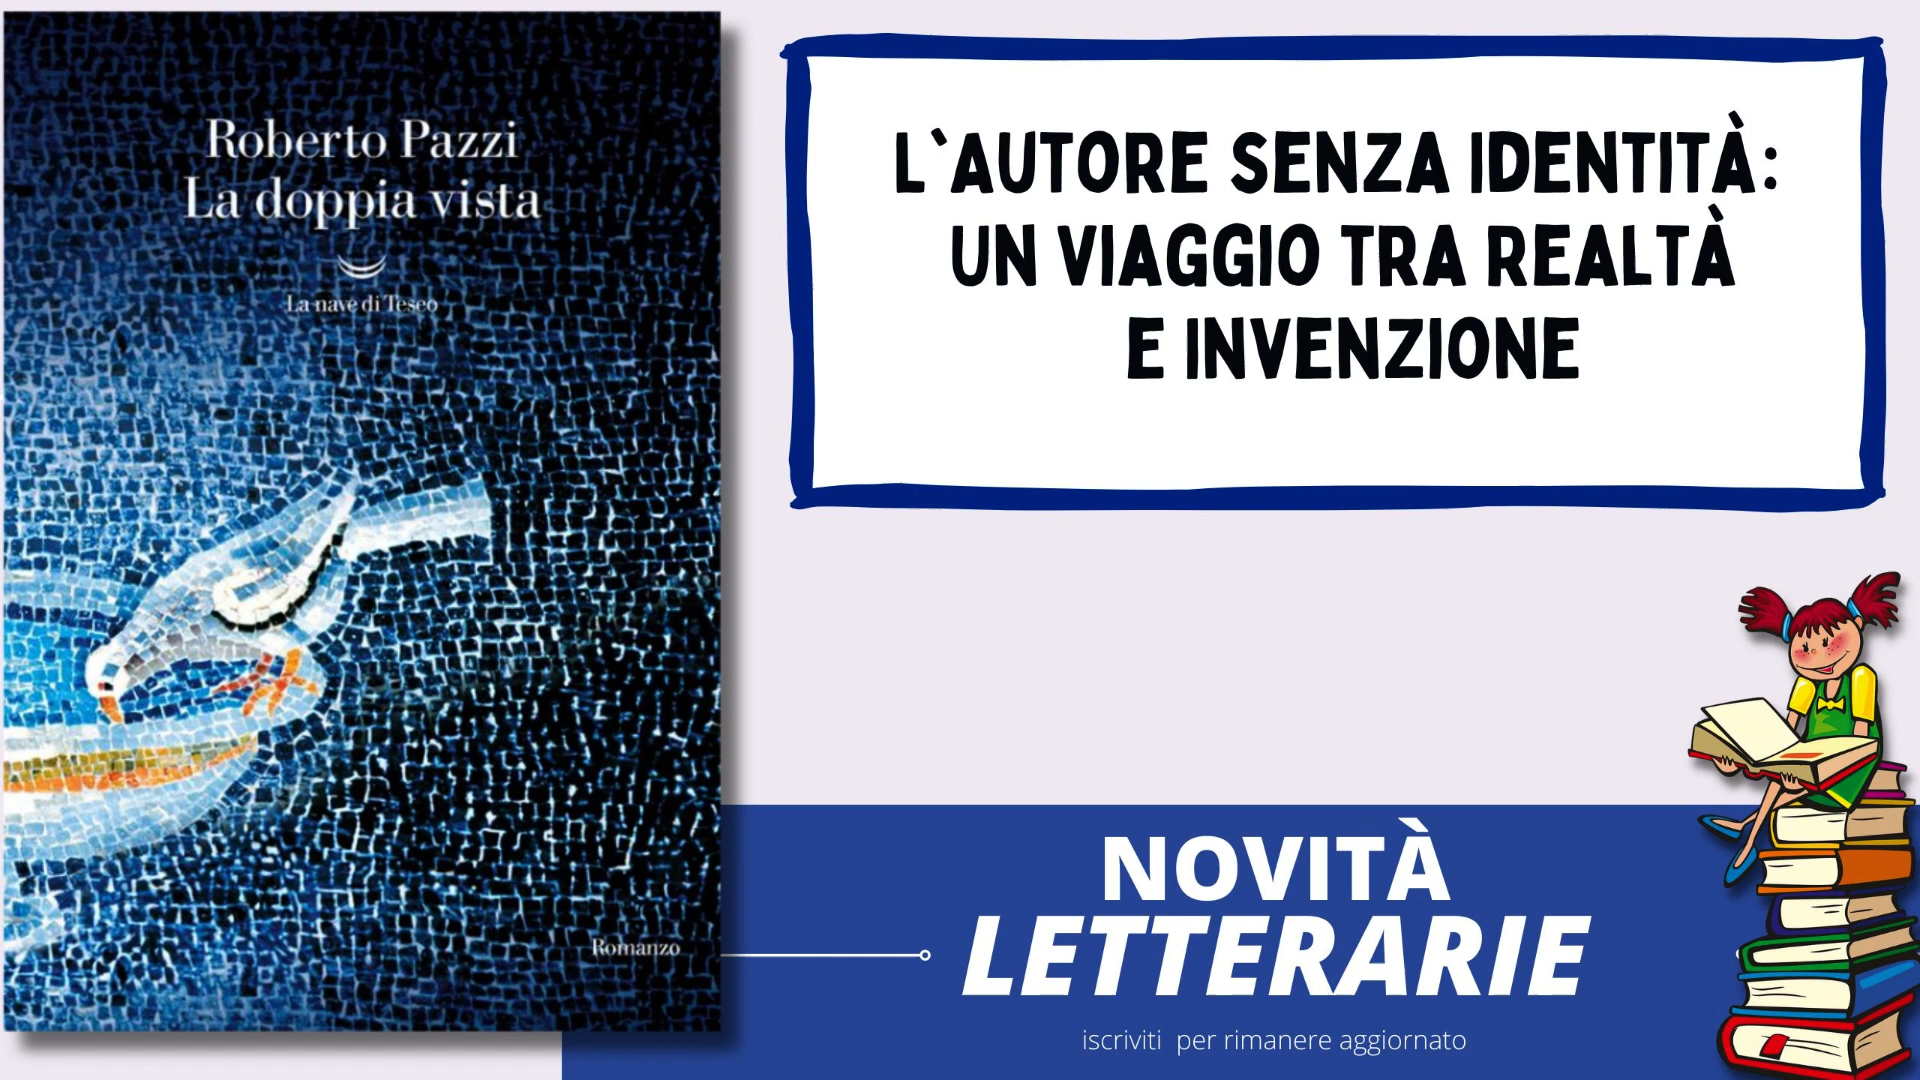 Roberto Pazzi
La doppia vista
La nave di Teseo
Romanzo
L`AUTORE SENZA IDENTITÀ:
UN VIAGGIO TRA REALTÀ
E INVENZIONE
NOVITÀ
LETTERARIE
iscriviti per rimanere aggiornato